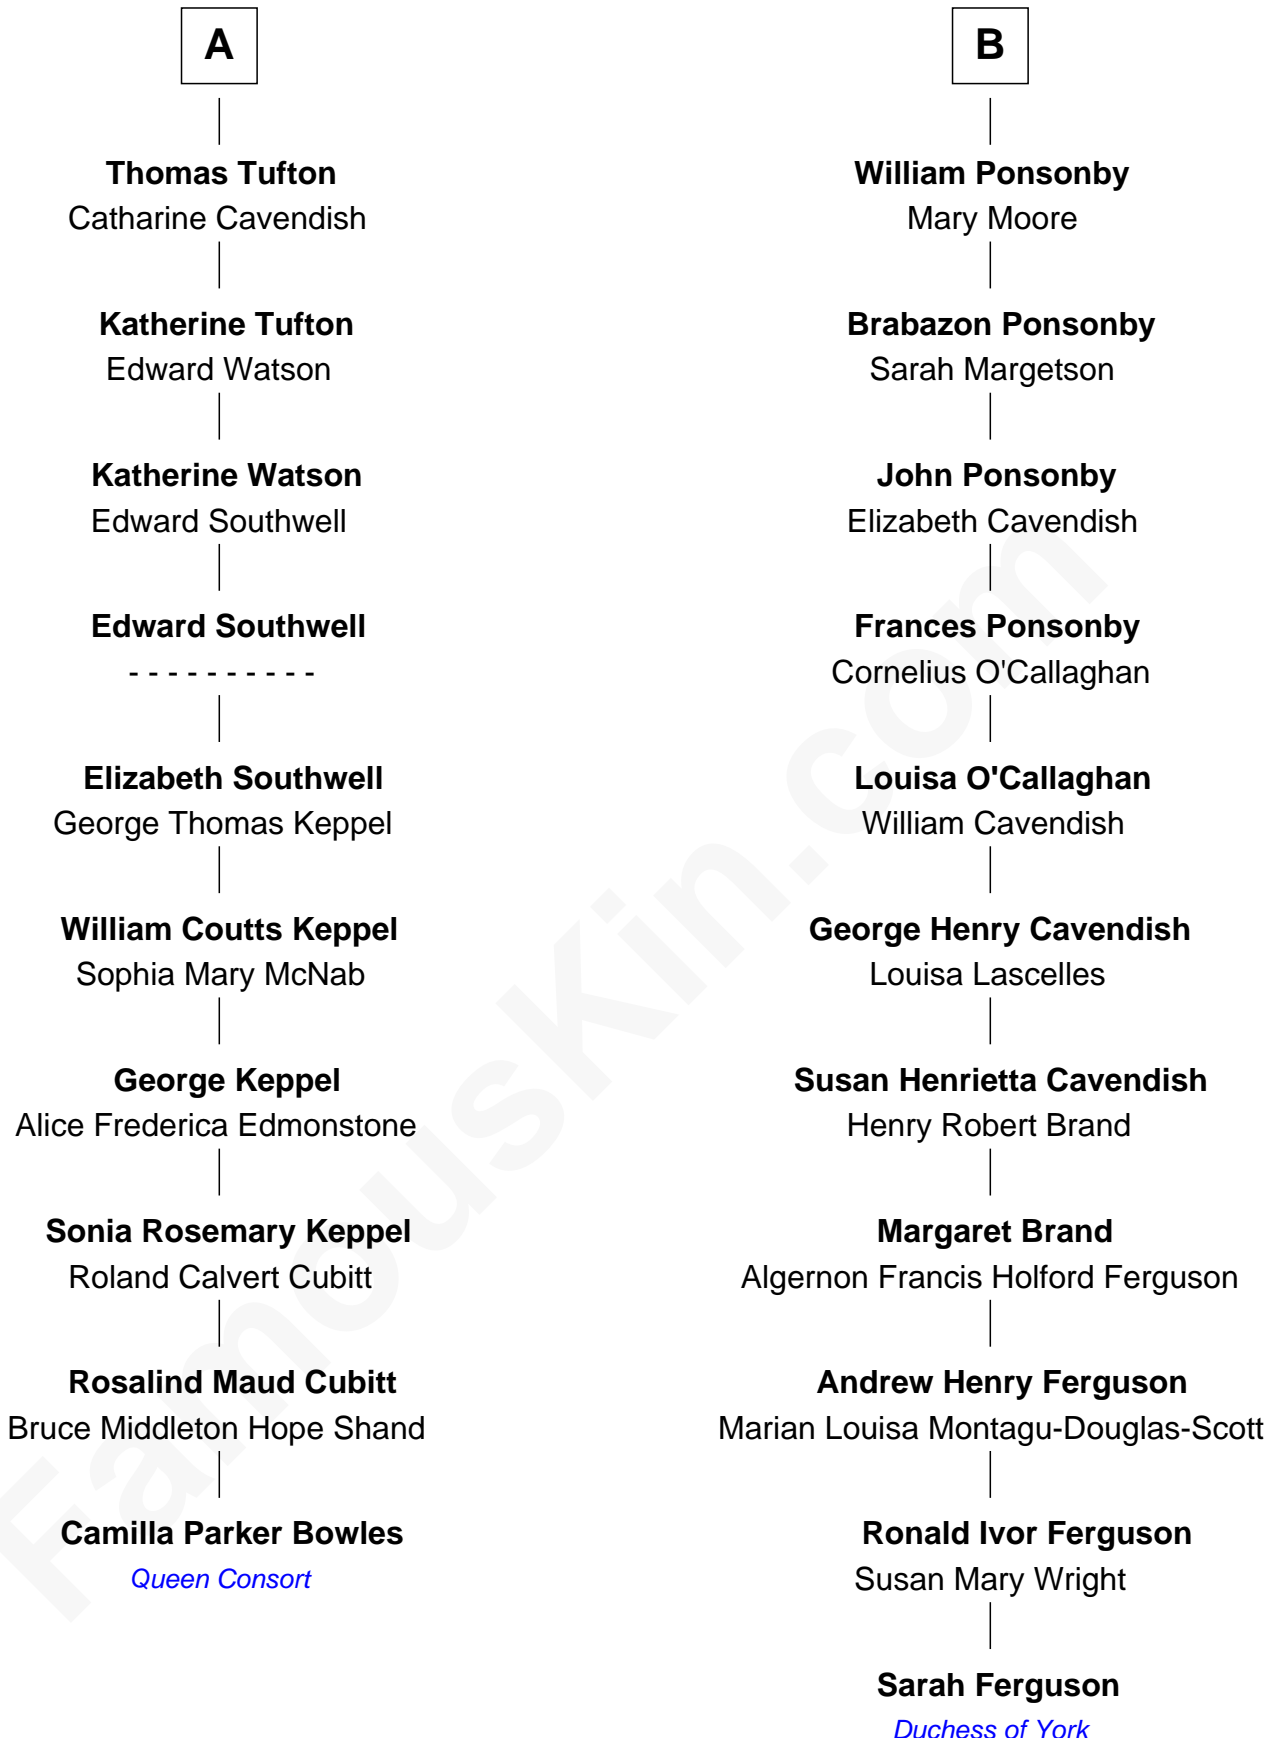 A
Thomas Tufton
Catharine Cavendish
Katherine Tufton
Edward Watson
Katherine Watson
Edward Southwell
Edward Southwell
- - - - - - - - - -
Elizabeth Southwell
George Thomas Keppel
William Coutts Keppel
Sophia Mary McNab
George Keppel
Alice Frederica Edmonstone
Sonia Rosemary Keppel
Roland Calvert Cubitt
Rosalind Maud Cubitt
Bruce Middleton Hope Shand
Camilla Parker Bowles
Queen Consort
B
William Ponsonby
Mary Moore
Brabazon Ponsonby
Sarah Margetson
John Ponsonby
Elizabeth Cavendish
Frances Ponsonby
Cornelius O'Callaghan
Louisa O'Callaghan
William Cavendish
George Henry Cavendish
Louisa Lascelles
Susan Henrietta Cavendish
Henry Robert Brand
Margaret Brand
Algernon Francis Holford Ferguson
Andrew Henry Ferguson
Marian Louisa Montagu-Douglas-Scott
Ronald Ivor Ferguson
Susan Mary Wright
Sarah Ferguson
Duchess of York
FamousKin.com